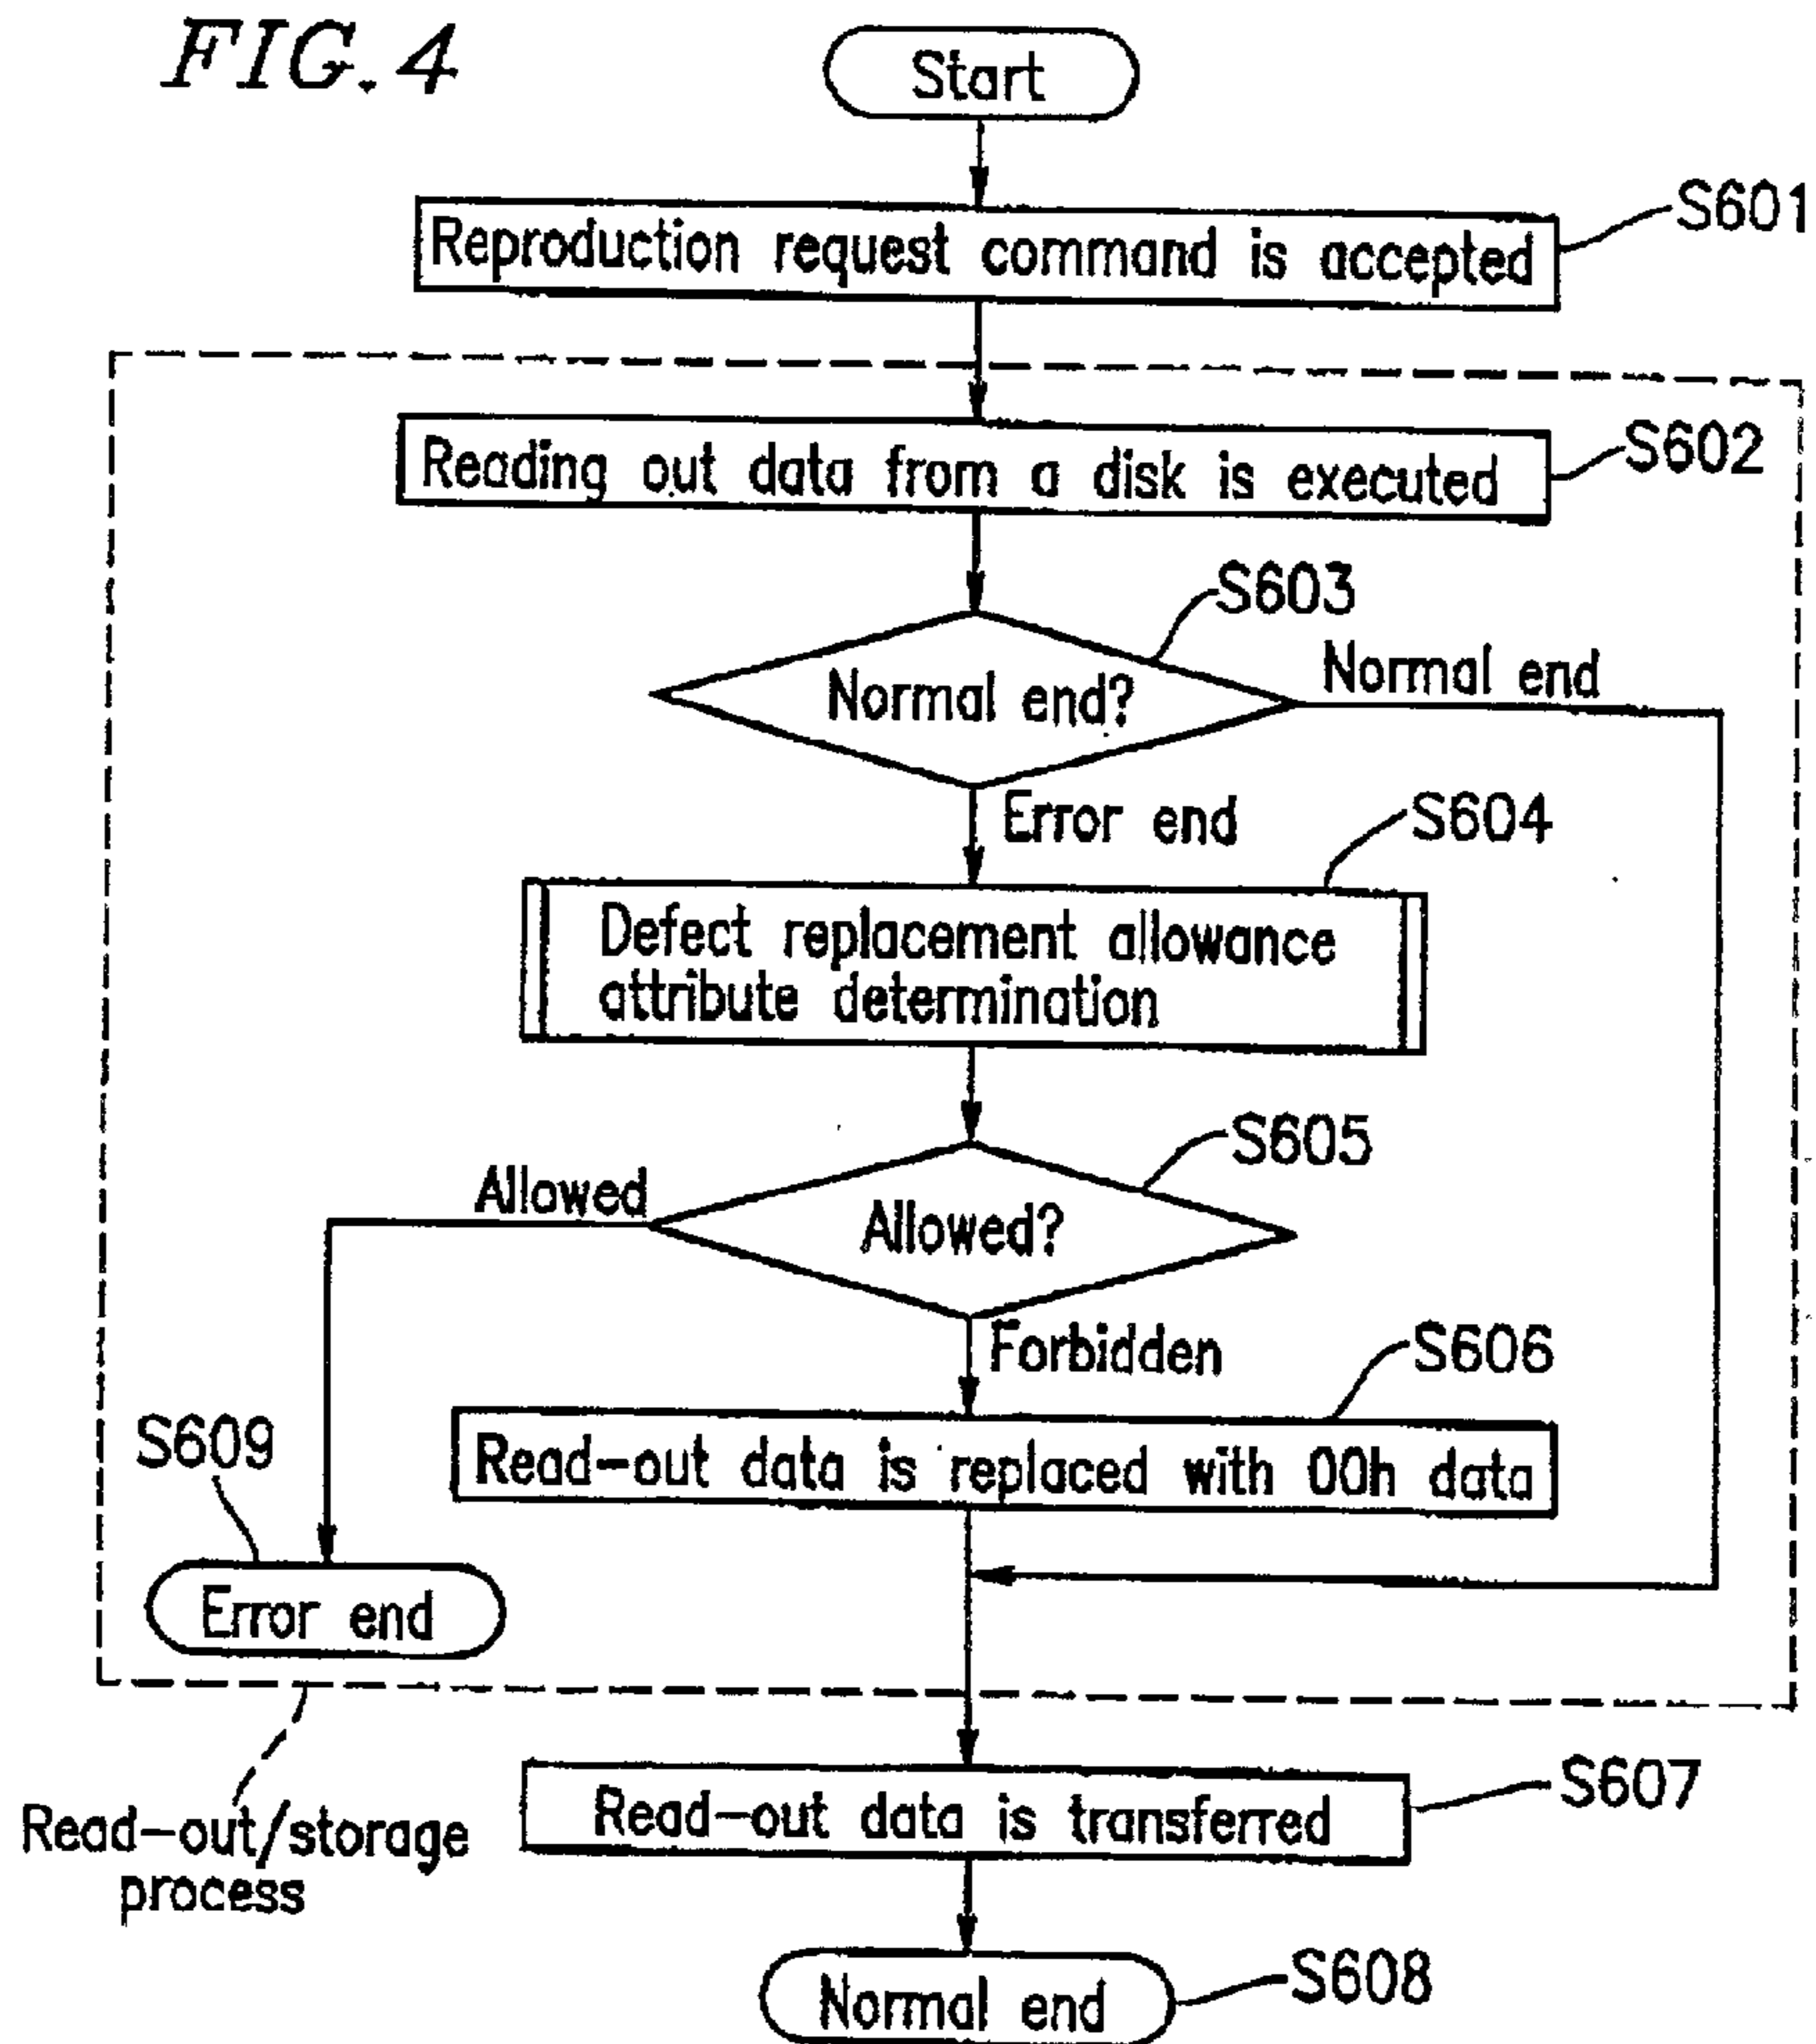 FIG. 4
Start
Reproduction request command is accepted
S601
Reading out data from a disk is executed
S602
S603
Normal end?
Normal end
Error end
S604
Defect replacement allowance
attribute determination
S605
Allowed
Allowed?
Forbidden
S606
Read-out data is replaced with 00h data
S609
Error end
Read-out/storage
process
Read-out data is transferred
S607
Normal end
S608